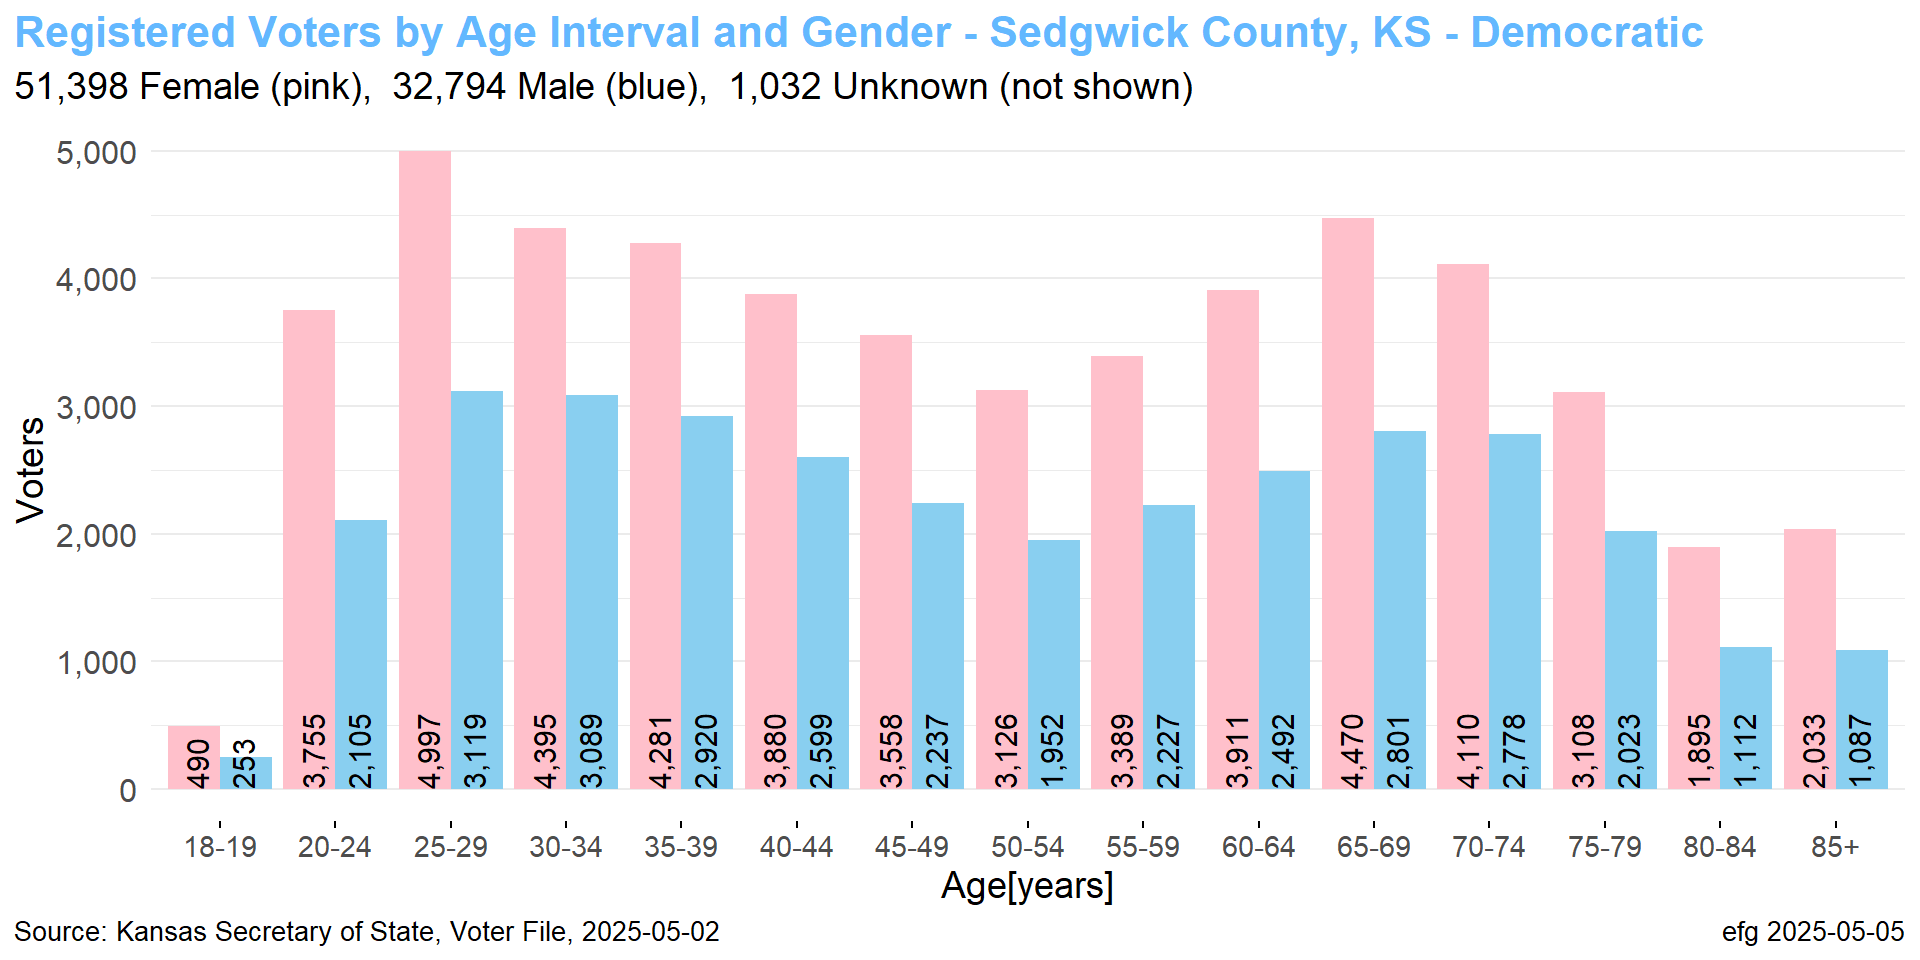 Registered Voters by Age Interval and Gender - Sedgwick County, KS - Democratic
51,398 Female (pink),  32,794 Male (blue),  1,032 Unknown (not shown)
Voters
5,000
4,000
3,000
2,000
1,000
0
490 253 3,755 2,105 4,997 3,119 4,395 3,089 4,281 2,920 3,880 2,599 3,558 2,237 3,126 1,952 3,389 2,227 3,911 2,492 4,470 2,801 4,110 2,778 3,108 2,023 1,895 1,112 2,033 1,087
18-19 20-24 25-29 30-34 35-39 40-44 45-49 50-54 55-59 60-64 65-69 70-74 75-79 80-84 85+
Age[years]
Source: Kansas Secretary of State, Voter File, 2025-05-02
efg 2025-05-05